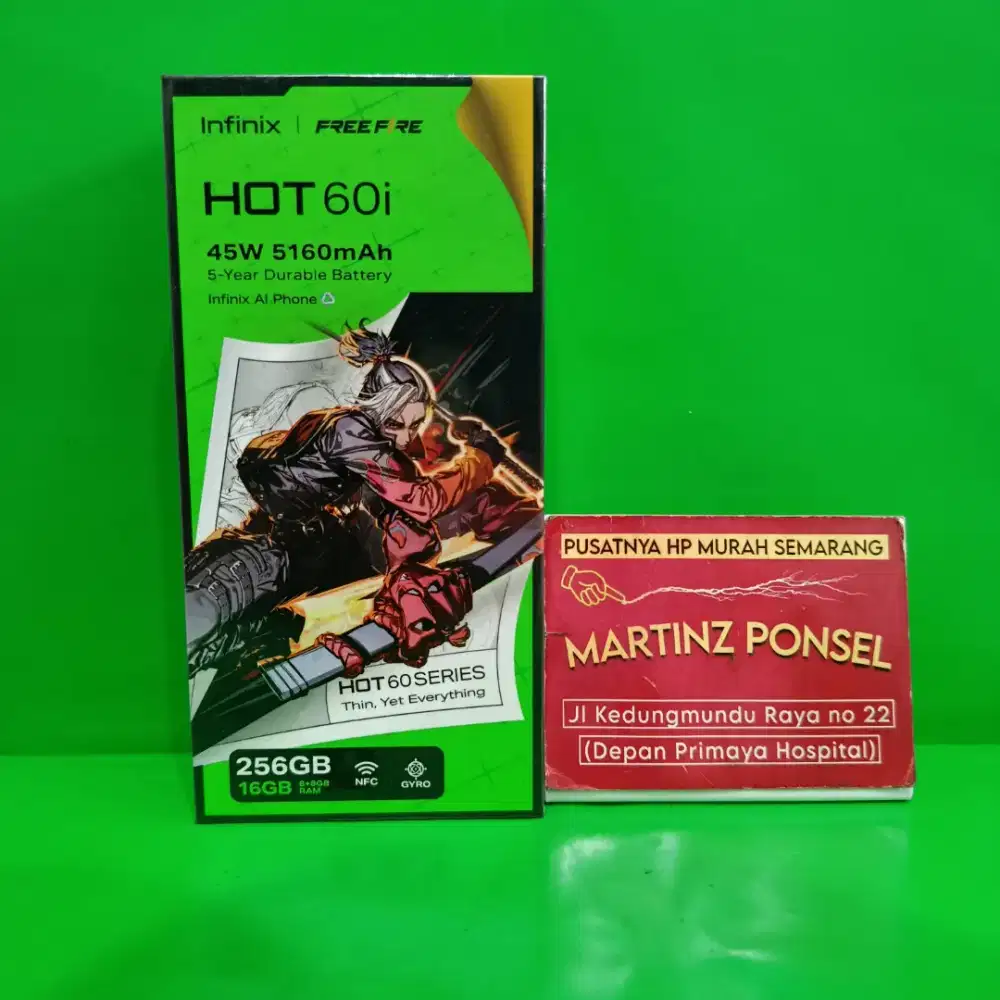 Infinix | FREE FIRE
HOT 60i
45W 5160mAh
5-Year Durable Battery
Infinix AI Phone
HOT 60 SERIES
Thin, Yet Everything
256GB
16GB 8+8GB RAM
NFC
GYRO
PUSATNYA HP MURAH SEMARANG
MARTINZ PONSEL
Jl Kedungmundu Raya no 22
(Depan Primaya Hospital)